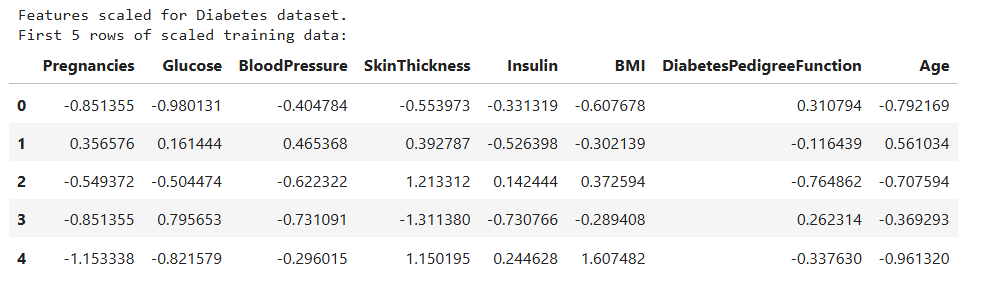 Features scaled for Diabetes dataset.
First 5 rows of scaled training data:
Pregnancies Glucose BloodPressure SkinThickness Insulin BMI DiabetesPedigreeFunction Age
0 -0.851355 -0.980131 -0.404784 -0.553973 -0.331319 -0.607678 0.310794 -0.792169
1 0.356576 0.161444 0.465368 0.392787 -0.526398 -0.302139 -0.116439 0.561034
2 -0.549372 -0.504474 -0.622322 1.213312 0.142444 0.372594 -0.764862 -0.707594
3 -0.851355 0.795653 -0.731091 -1.311380 -0.730766 -0.289408 0.262314 -0.369293
4 -1.153338 -0.821579 -0.296015 1.150195 0.244628 1.607482 -0.337630 -0.961320